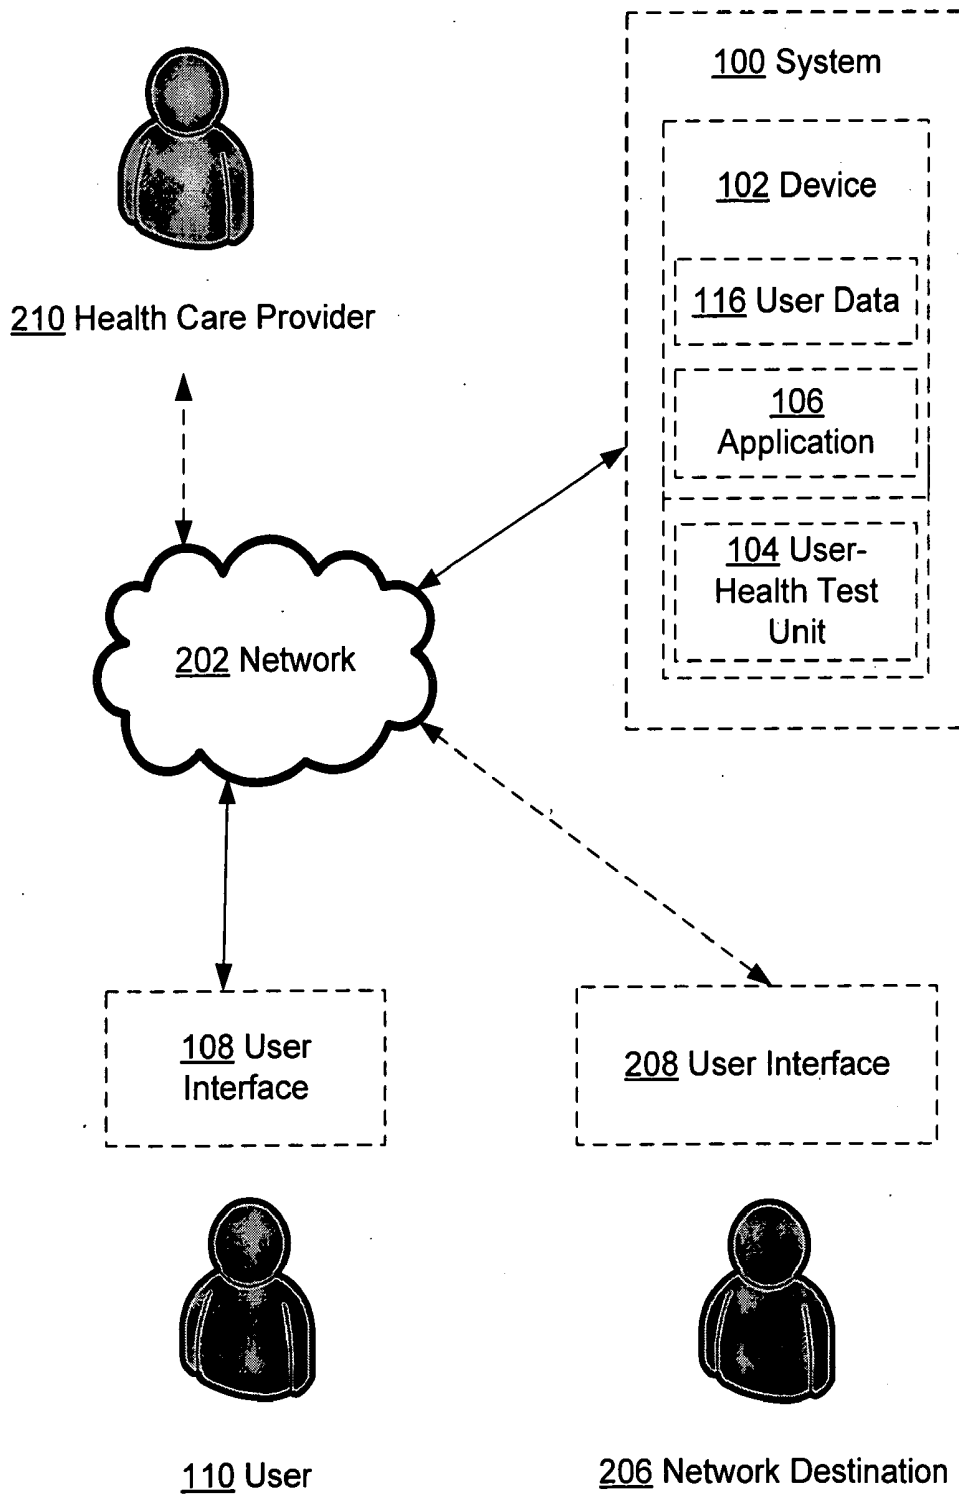 100 System
102 Device
116 User Data
210 Health Care Provider
106
Application
104 User-
Health Test
Unit
202 Network
108 User
Interface
208 User Interface
110 User
206 Network Destination